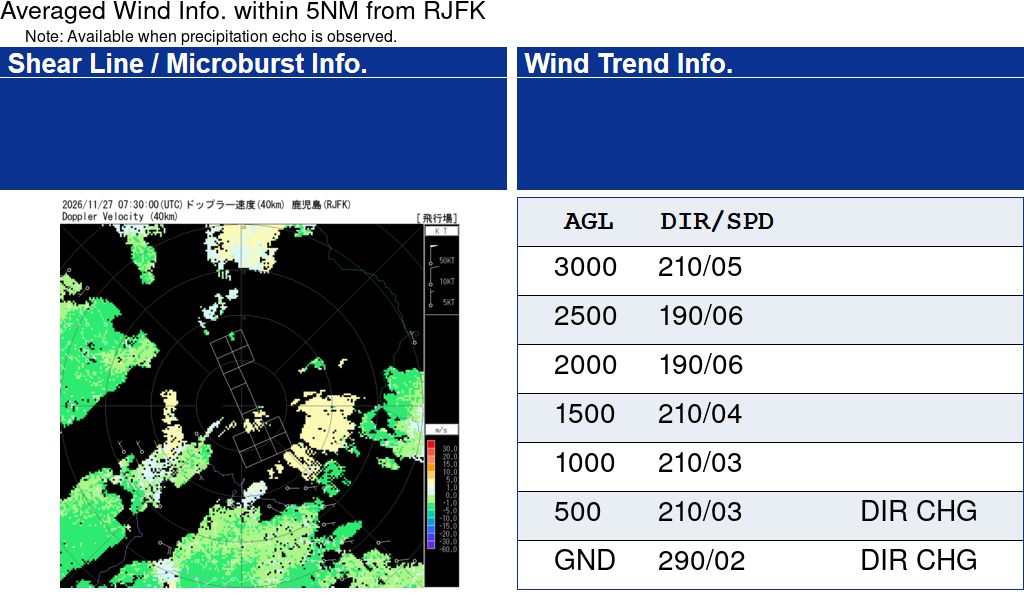 Averaged Wind Info. within 5NM from RJFK
Note: Available when precipitation echo is observed.
Shear Line / Microburst Info.
Wind Trend Info.
2026/11/27 07:30:00(UTC) ドップラー速度(40km) 鹿児島(RJFK)
Doppler Velocity (40km)
[飛行場]
K T
50KT
10KT
5KT
m/s
30.0
20.0
15.0
10.0
5.0
1.0
0.0
-1.0
-5.0
-10.0
-15.0
-20.0
-30.0
-60.0
AGL DIR/SPD
3000 210/05
2500 190/06
2000 190/06
1500 210/04
1000 210/03
500 210/03 DIR CHG
GND 290/02 DIR CHG